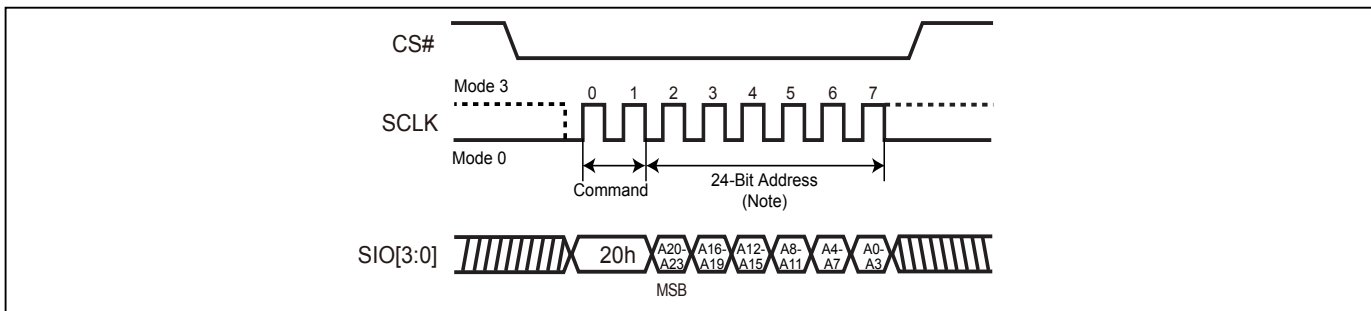 CS#
Mode 3
0 1 2 3 4 5 6 7
SCLK
Mode 0
Command
24-Bit Address
(Note)
SIO[3:0]
20h
A20-
A23
A16-
A19
A12-
A15
A8-
A11
A4-
A7
A0-
A3
MSB